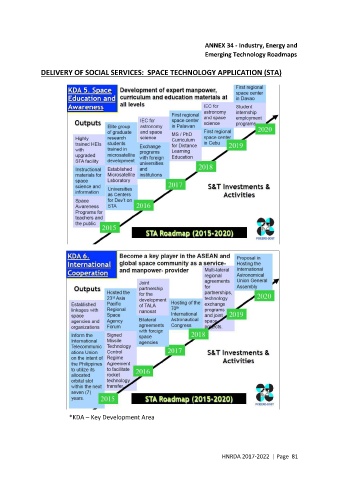 ANNEX 34 - Industry, Energy and
Emerging Technology Roadmaps
DELIVERY OF SOCIAL SERVICES: SPACE TECHNOLOGY APPLICATION (STA)
KDA 5. Space
Education and
Awareness
Development of expert manpower,
curriculum and education materials at
all levels
Outputs
Highly
trained HEIs
with
upgraded
STA facility
Instructional
materials for
space
science and
information
Space
Awareness
Programs for
teachers and
the public
2015
Elite group
of graduate
research
students
trained in
microsatellite
development
Established
Microsatellite
Laboratory
Universities
as Centers
for Dev't on
STA
2016
IEC for
astronomy
and space
science
Exchange
programs
with foreign
universities
and
institutions
2017
First regional
space center
in Palawan
MS / PhD
Curriculum
for Distance
Learning
Education
2018
ICC for
astronomy
and space
science
First regional
space center
in Cebu
2019
First regional
space center
in Davao
Student
internship
employment
programme
2020
S&T Investments &
Activities
STA Roadmap (2015-2020)
KDA 6.
International
Cooperation
Become a key player in the ASEAN and
global space community as a service-
and manpower- provider
Outputs
Established
linkages with
space
agencies and
organizations
Inform the
International
Telecommunic
ations Union
on the intent of
the Philippines
to utilize its
allocated
orbital slot
within the next
seven (7)
years.
2015
Hosted the
23rd Asia
Pacific
Regional
Space
Agency
Forum
Signed
Missile
Technology
Control
Regime
Agreement
to facilitate
rocket
technology
transfer
2016
Joint
partnership
for the
development
of TALA
nanosat
Bilateral
agreements
with foreign
space
agencies
2017
Hosting of the
70th
International
Astronautical
Congress
2018
Multi-lateral
regional
agreements
for
partnerships,
technology
exchange
programs
and joint
space
2019
Proposal in
Hosting the
International
Astronomical
Union General
Assembly
2020
S&T Investments &
Activities
STA Roadmap (2015-2020)
*KDA – Key Development Area
HNRDA 2017-2022 | Page 81